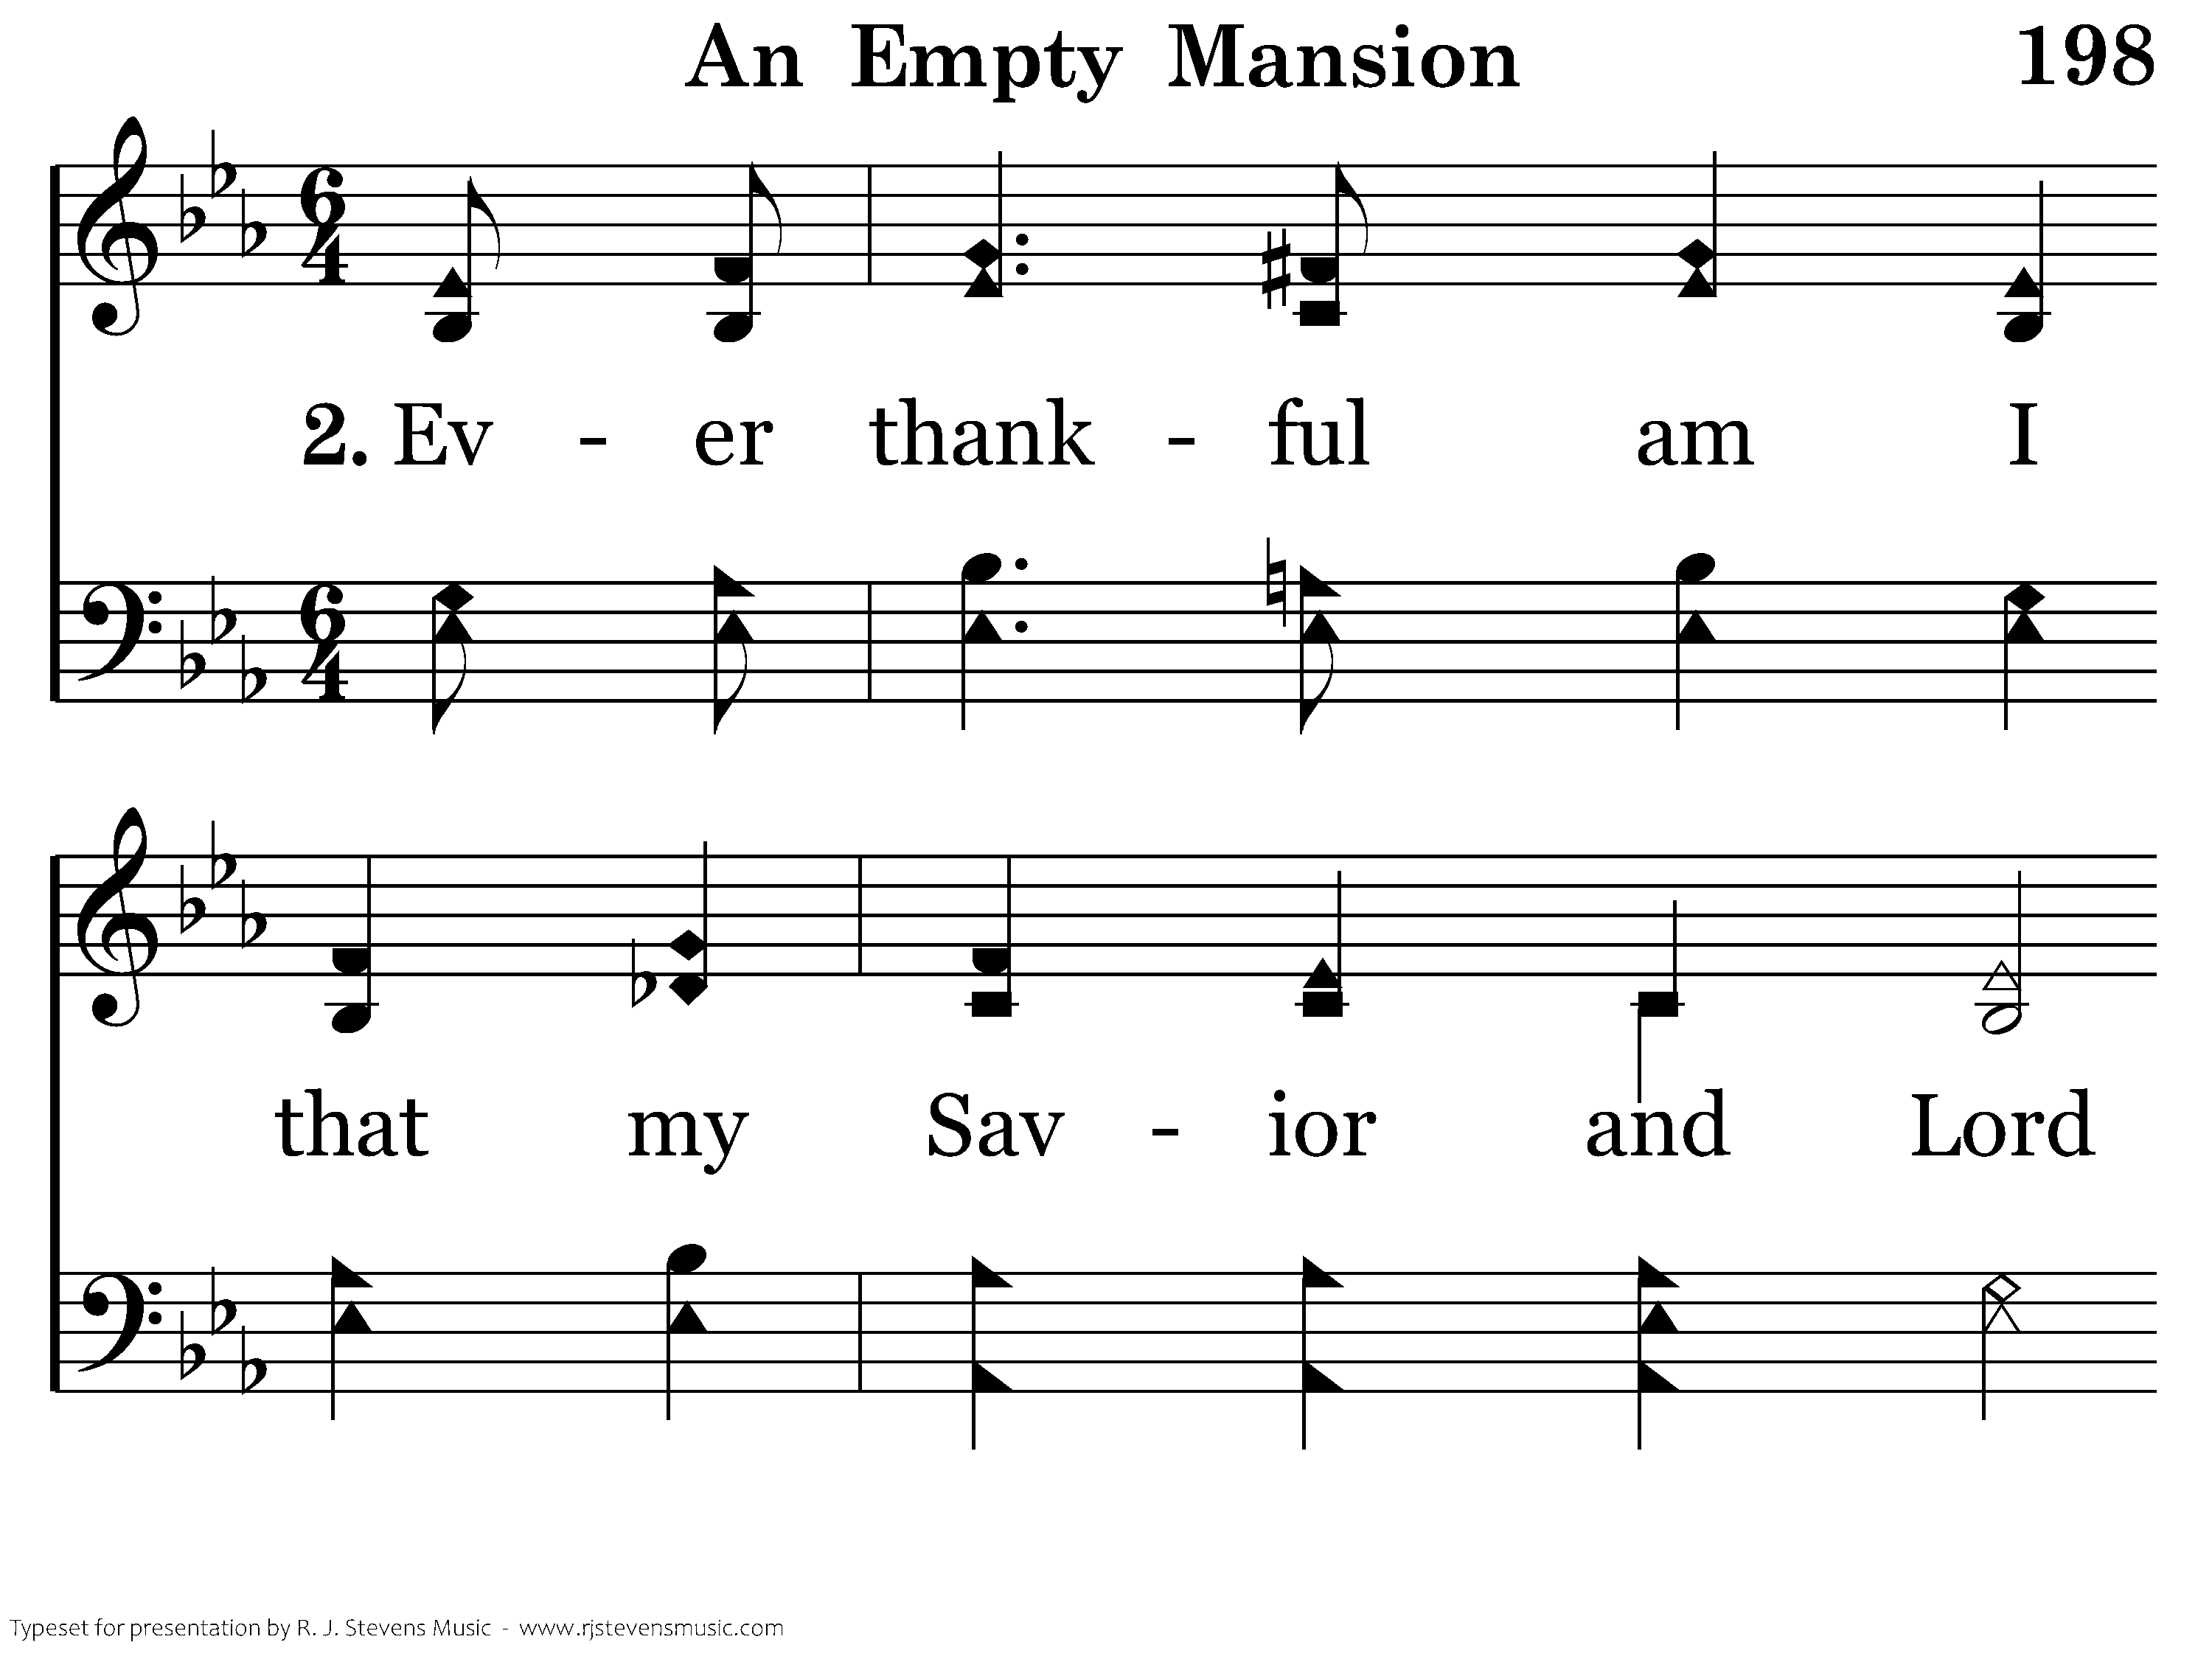 An Empty Mansion 198
2. Ev - er thank - ful am I
that my Sav - ior and Lord
Typeset for presentation by R. J. Stevens Music - www.rjstevensmusic.com